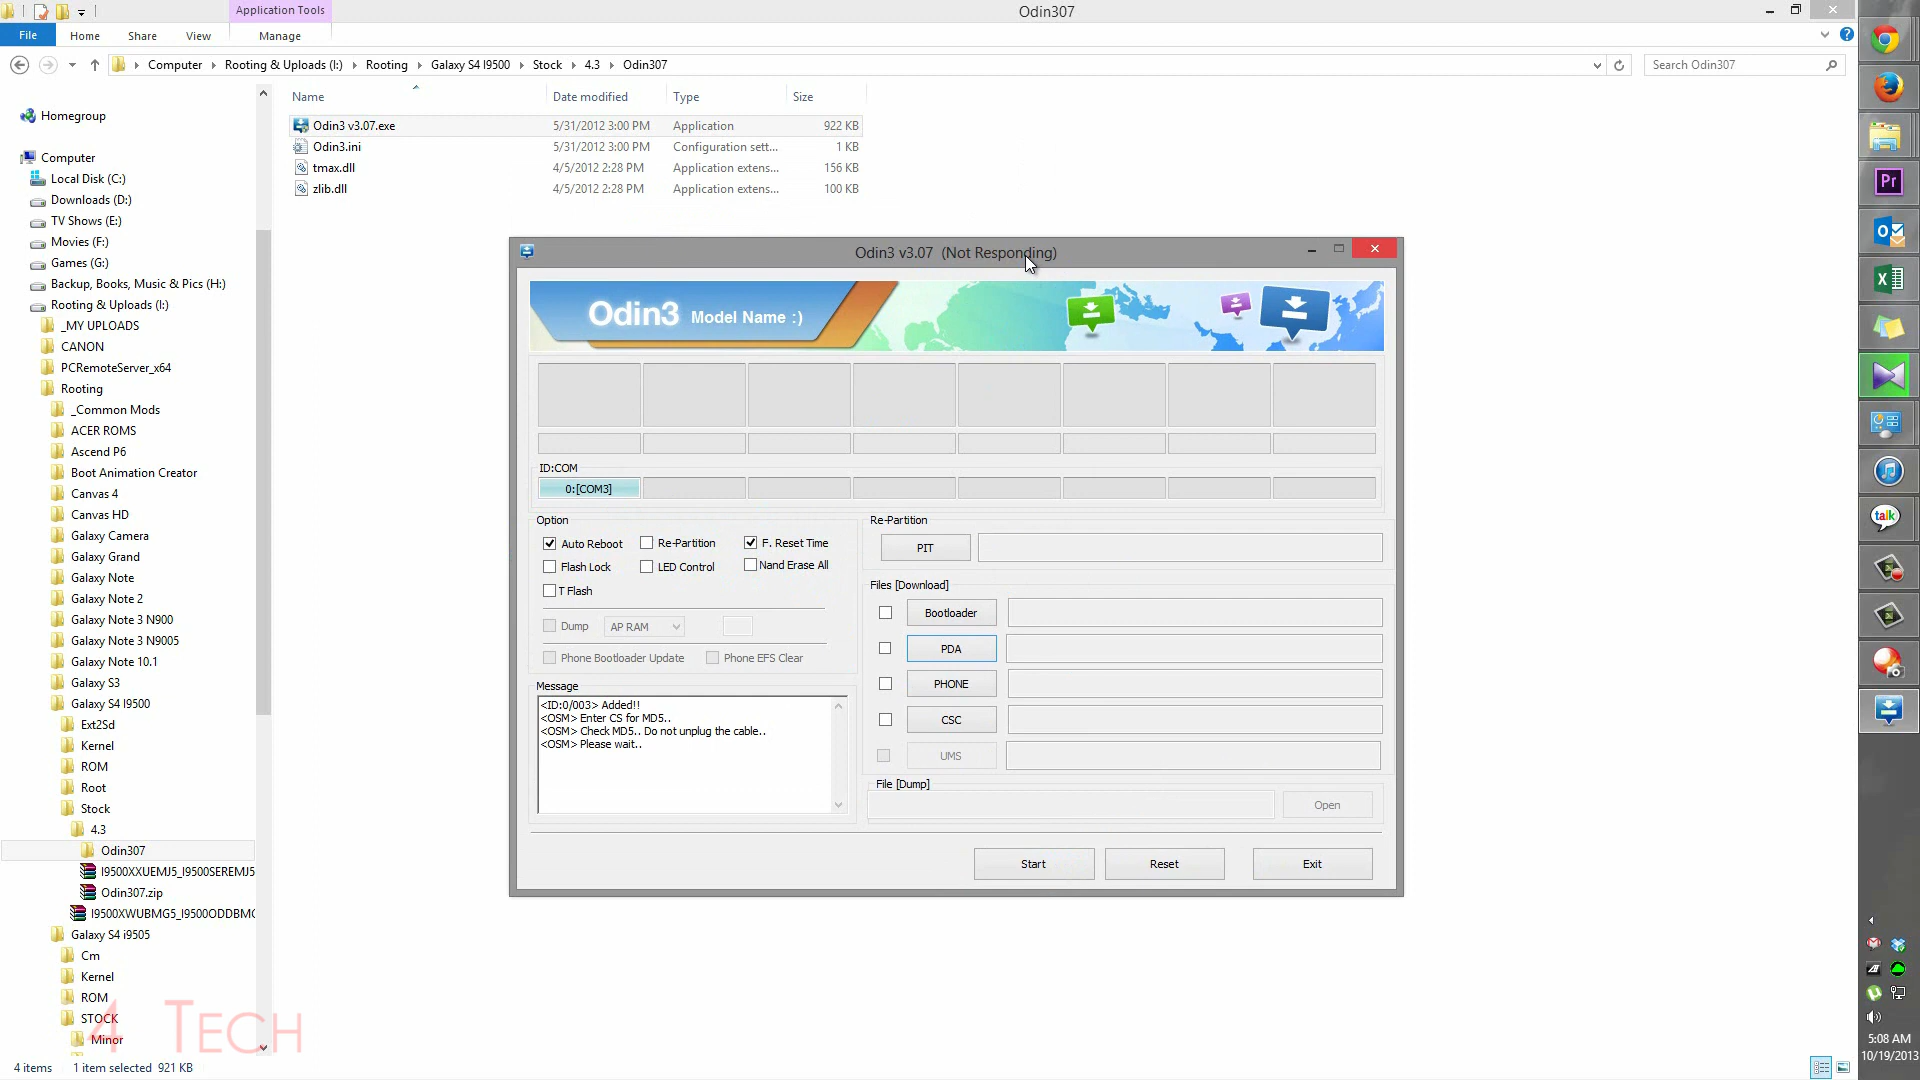 Application Tools
Odin307
File
Home
Share
View
Manage
Computer
Rooting & Uploads (I:)
Rooting
Galaxy S4 I9500
Stock
4.3
Odin307
Search Odin307
Name
Date modified
Type
Size
Odin3 v3.07.exe 5/31/2012 3:00 PM Application 922 KB
Odin3.ini 5/31/2012 3:00 PM Configuration sett... 1 KB
tmax.dll 4/5/2012 2:28 PM Application extens... 156 KB
zlib.dll 4/5/2012 2:28 PM Application extens... 100 KB
Homegroup
Computer
Local Disk (C:)
Downloads (D:)
TV Shows (E:)
Movies (F:)
Games (G:)
Backup, Books, Music & Pics (H:)
Rooting & Uploads (I:)
_MY UPLOADS
CANON
PCRemoteServer_x64
Rooting
_Common Mods
ACER ROMS
Ascend P6
Boot Animation Creator
Canvas 4
Canvas HD
Galaxy Camera
Galaxy Grand
Galaxy Note
Galaxy Note 2
Galaxy Note 3 N900
Galaxy Note 3 N9005
Galaxy Note 10.1
Galaxy S3
Galaxy S4 I9500
Ext2Sd
Kernel
ROM
Root
Stock
4.3
Odin307
I9500XXUEMJ5_I9500SEREMJ5
Odin307.zip
I9500XWUBMG5_I9500ODDBMG
Galaxy S4 i9505
Cm
Kernel
ROM
STOCK
Minor
4 TECH
4 items 1 item selected 921 KB
Odin3 v3.07 (Not Responding)
Odin3 Model Name :)
ID:COM
0:[COM3]
Option
Auto Reboot
Re-Partition
F. Reset Time
Flash Lock
LED Control
Nand Erase All
T Flash
Dump
AP RAM
Phone Bootloader Update
Phone EFS Clear
Message
<ID:0/003> Added!!
<OSM> Enter CS for MD5..
<OSM> Check MD5.. Do not unplug the cable..
<OSM> Please wait..
Re-Partition
PIT
Files [Download]
Bootloader
PDA
PHONE
CSC
UMS
File [Dump]
Open
Start
Reset
Exit
Pr
talk
5:08 AM
10/19/2013